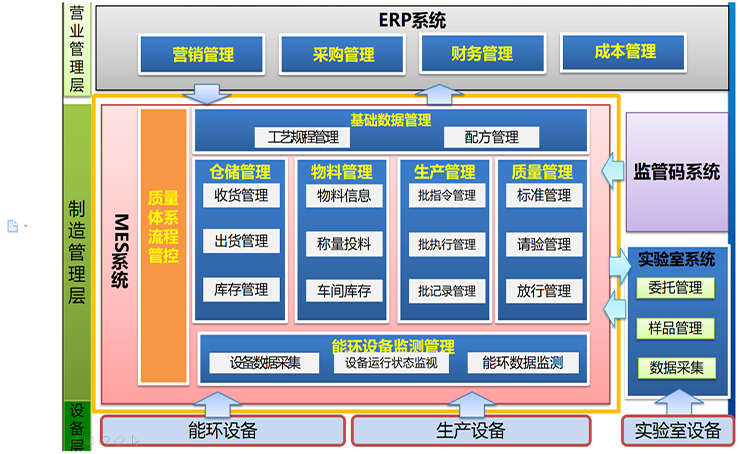 营业管理层
ERP系统
营销管理
采购管理
财务管理
成本管理
制造管理层
MES系统
质量
体系
流程
管控
基础数据管理
工艺规程管理
配方管理
仓储管理
收货管理
出货管理
库存管理
物料管理
物料信息
称量投料
车间库存
生产管理
批指令管理
批执行管理
批记录管理
质量管理
标准管理
请验管理
放行管理
能环设备监测管理
设备数据采集
设备运行状态监视
能环数据监测
监管码系统
实验室系统
委托管理
样品管理
数据采集
设备层
能环设备
生产设备
实验室设备